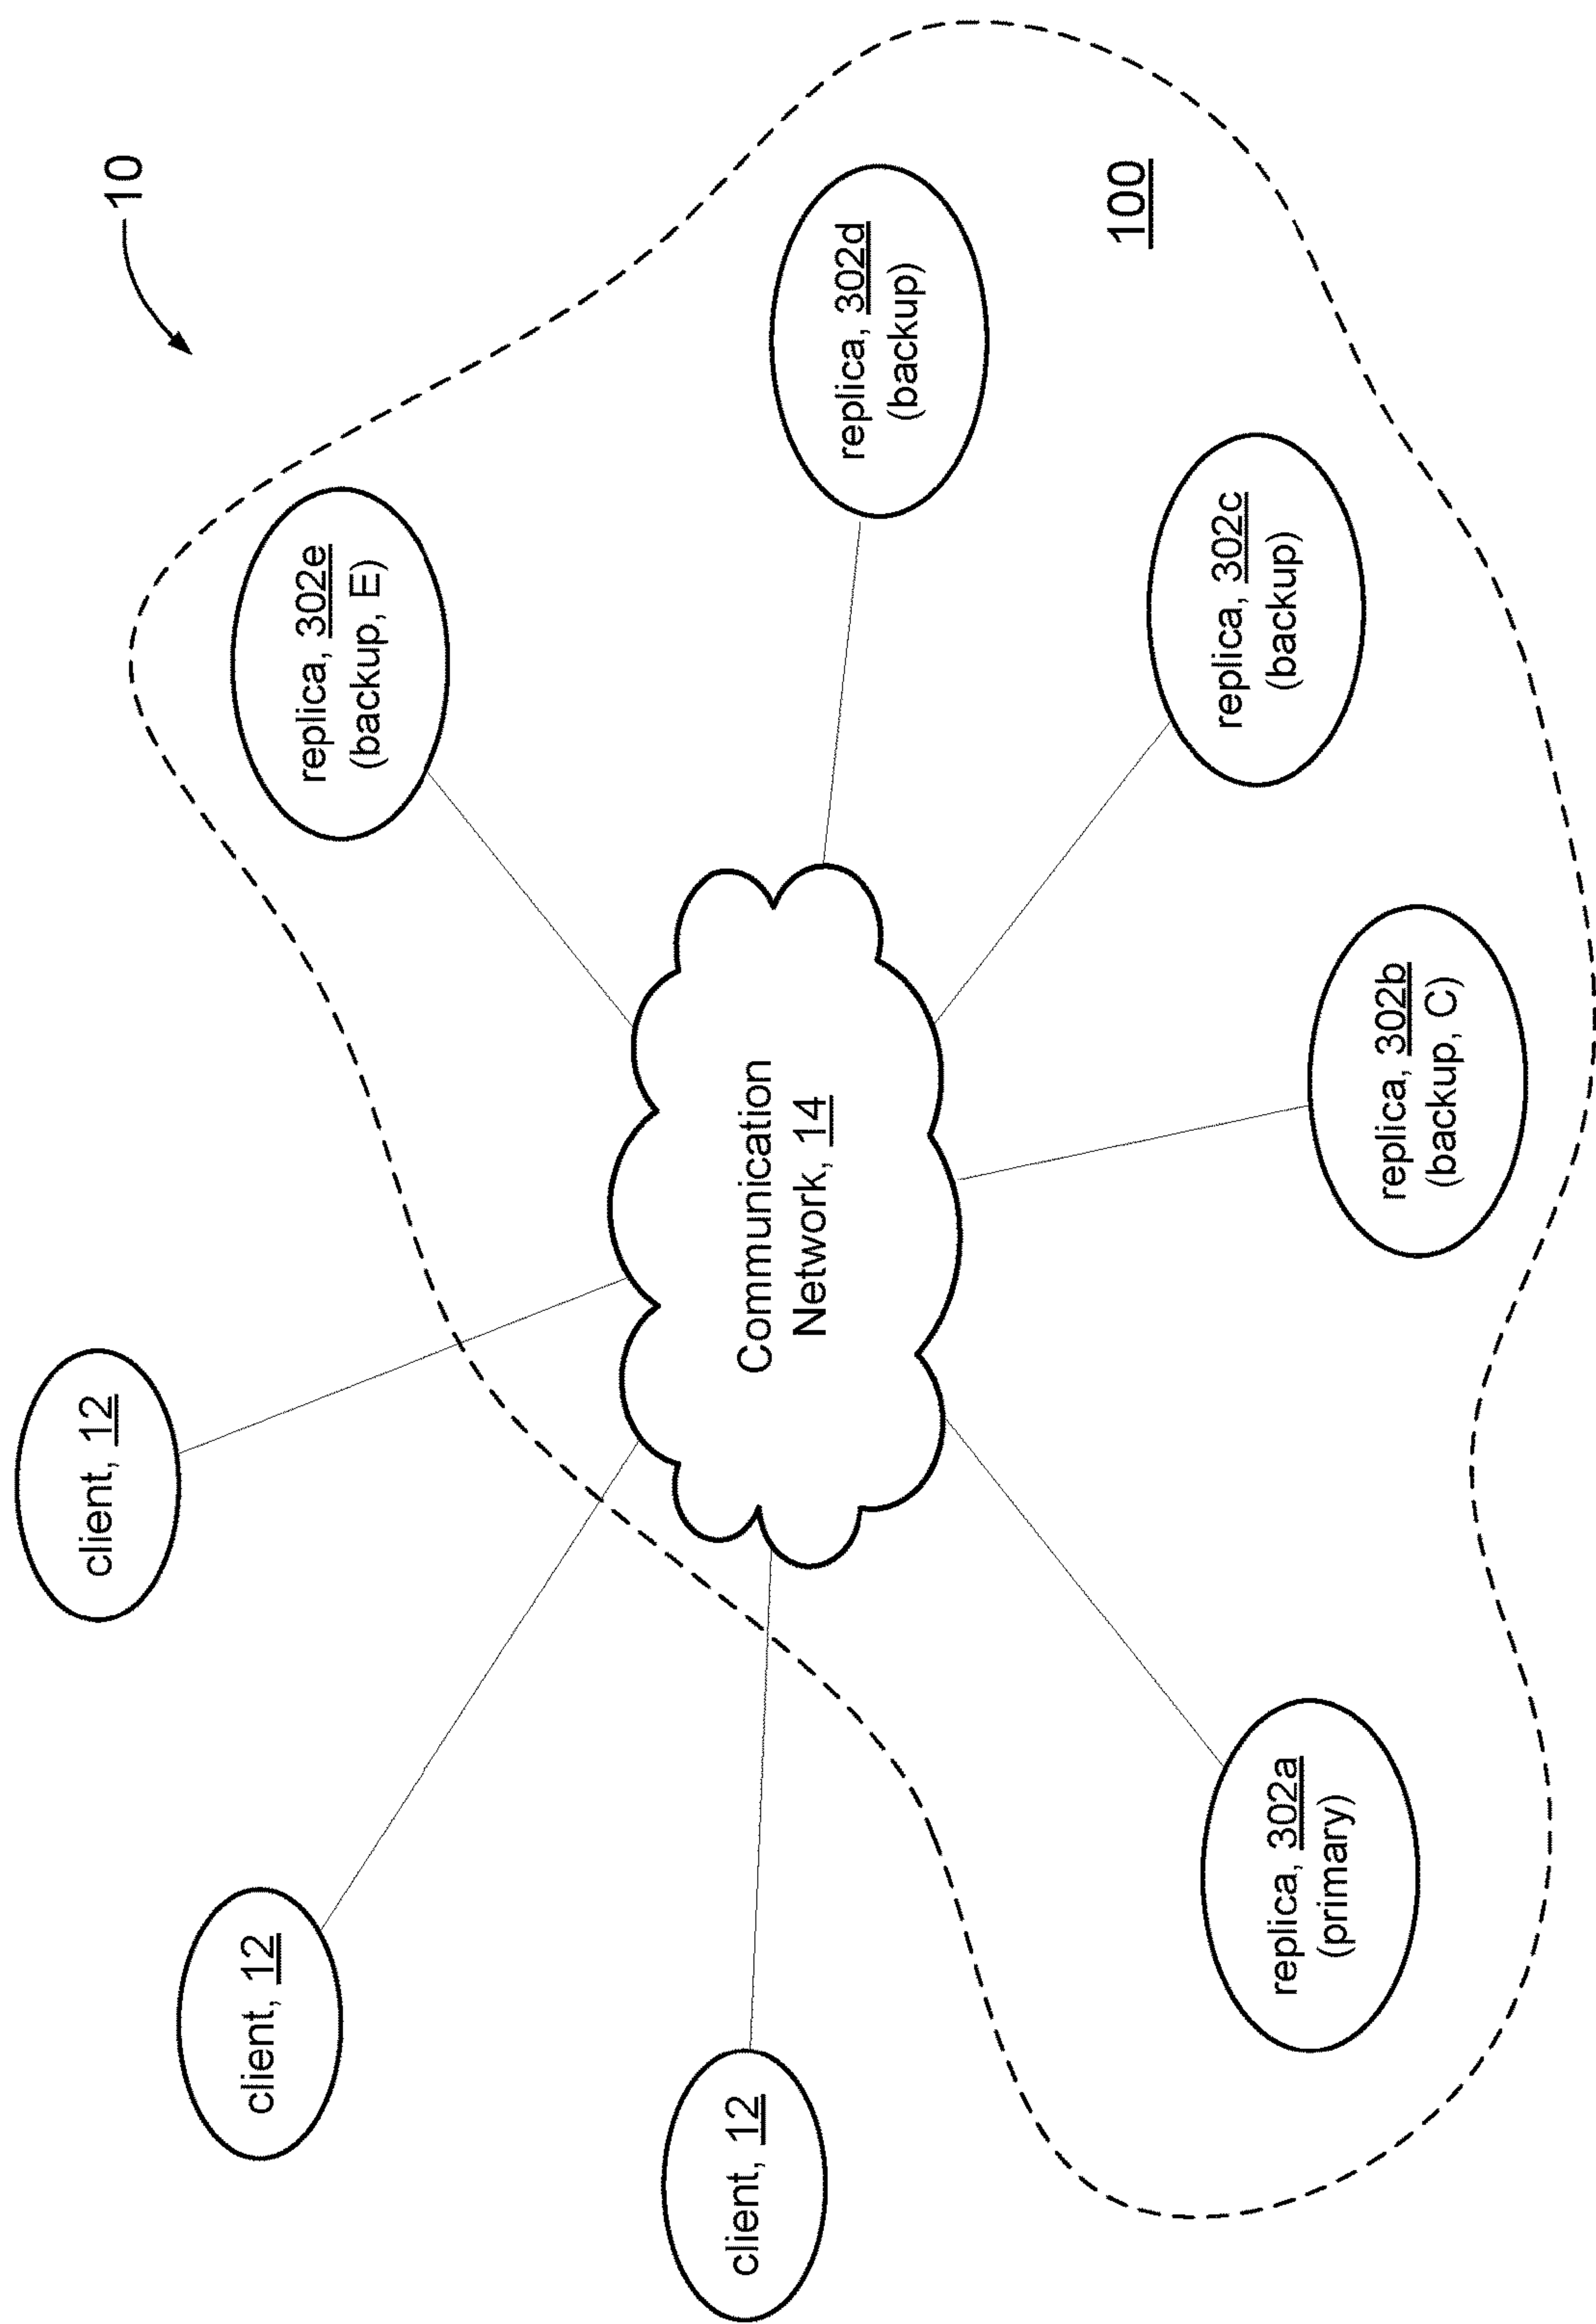 10
client, 12
client, 12
client, 12
Communication
Network, 14
replica, 302e
(backup, E)
replica, 302d
(backup)
100
replica, 302c
(backup)
replica, 302b
(backup, C)
replica, 302a
(primary)